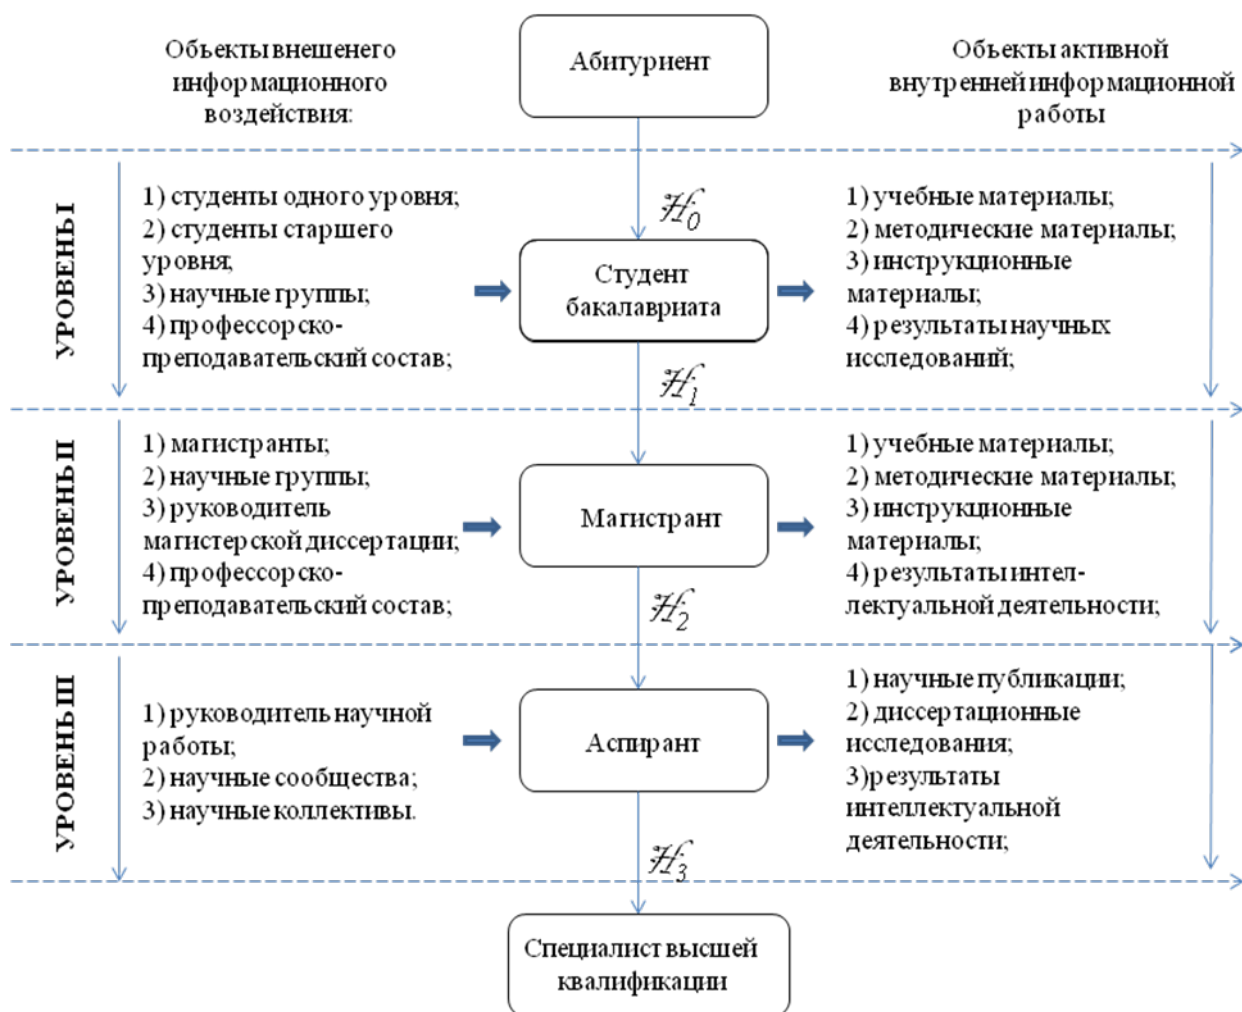 Объекты внешенего
информационного
воздействия:
Абитуриент
Объекты активной
внутренней информационной
работы
УРОВЕНЬ I
1) студенты одного уровня;
2) студенты старшего
уровня;
3) научные группы;
4) профессорско-
преподавательский состав;
ℋ0
Студент
бакалавриата
ℋ1
1) учебные материалы;
2) методические материалы;
3) инструкционные
материалы;
4) результаты научных
исследований;
УРОВЕНЬ II
1) магистранты;
2) научные группы;
3) руководитель
магистерской диссертации;
4) профессорско-
преподавательский состав;
Магистрант
ℋ2
1) учебные материалы;
2) методические материалы;
3) инструкционные
материалы;
4) результаты интел-
лектуальной деятельности;
УРОВЕНЬ III
1) руководитель научной
работы;
2) научные сообщества;
3) научные коллективы.
Аспирант
ℋ3
1) научные публикации;
2) диссертационные
исследования;
3)результаты
интеллектуальной
деятельности;
Специалист высшей
квалификации